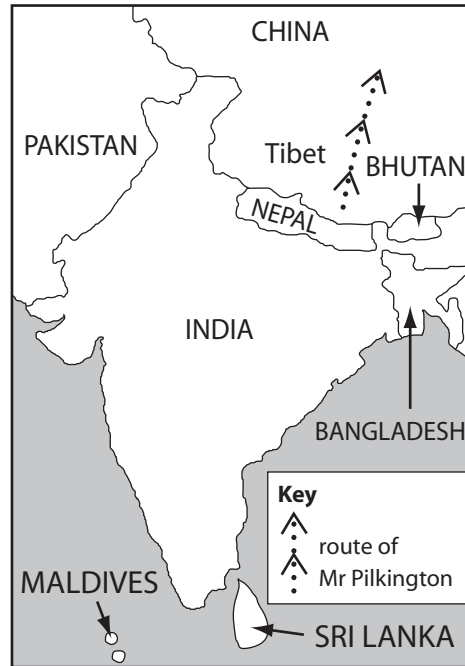 CHINA
PAKISTAN
Tibet
BHUTAN
NEPAL
INDIA
BANGLADESH
Key
route of
Mr Pilkington
MALDIVES
SRI LANKA